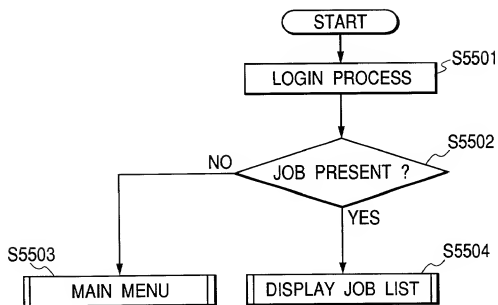 START
S5501
LOGIN PROCESS
S5502
NO
JOB PRESENT ?
YES
S5503
S5504
MAIN MENU
DISPLAY JOB LIST